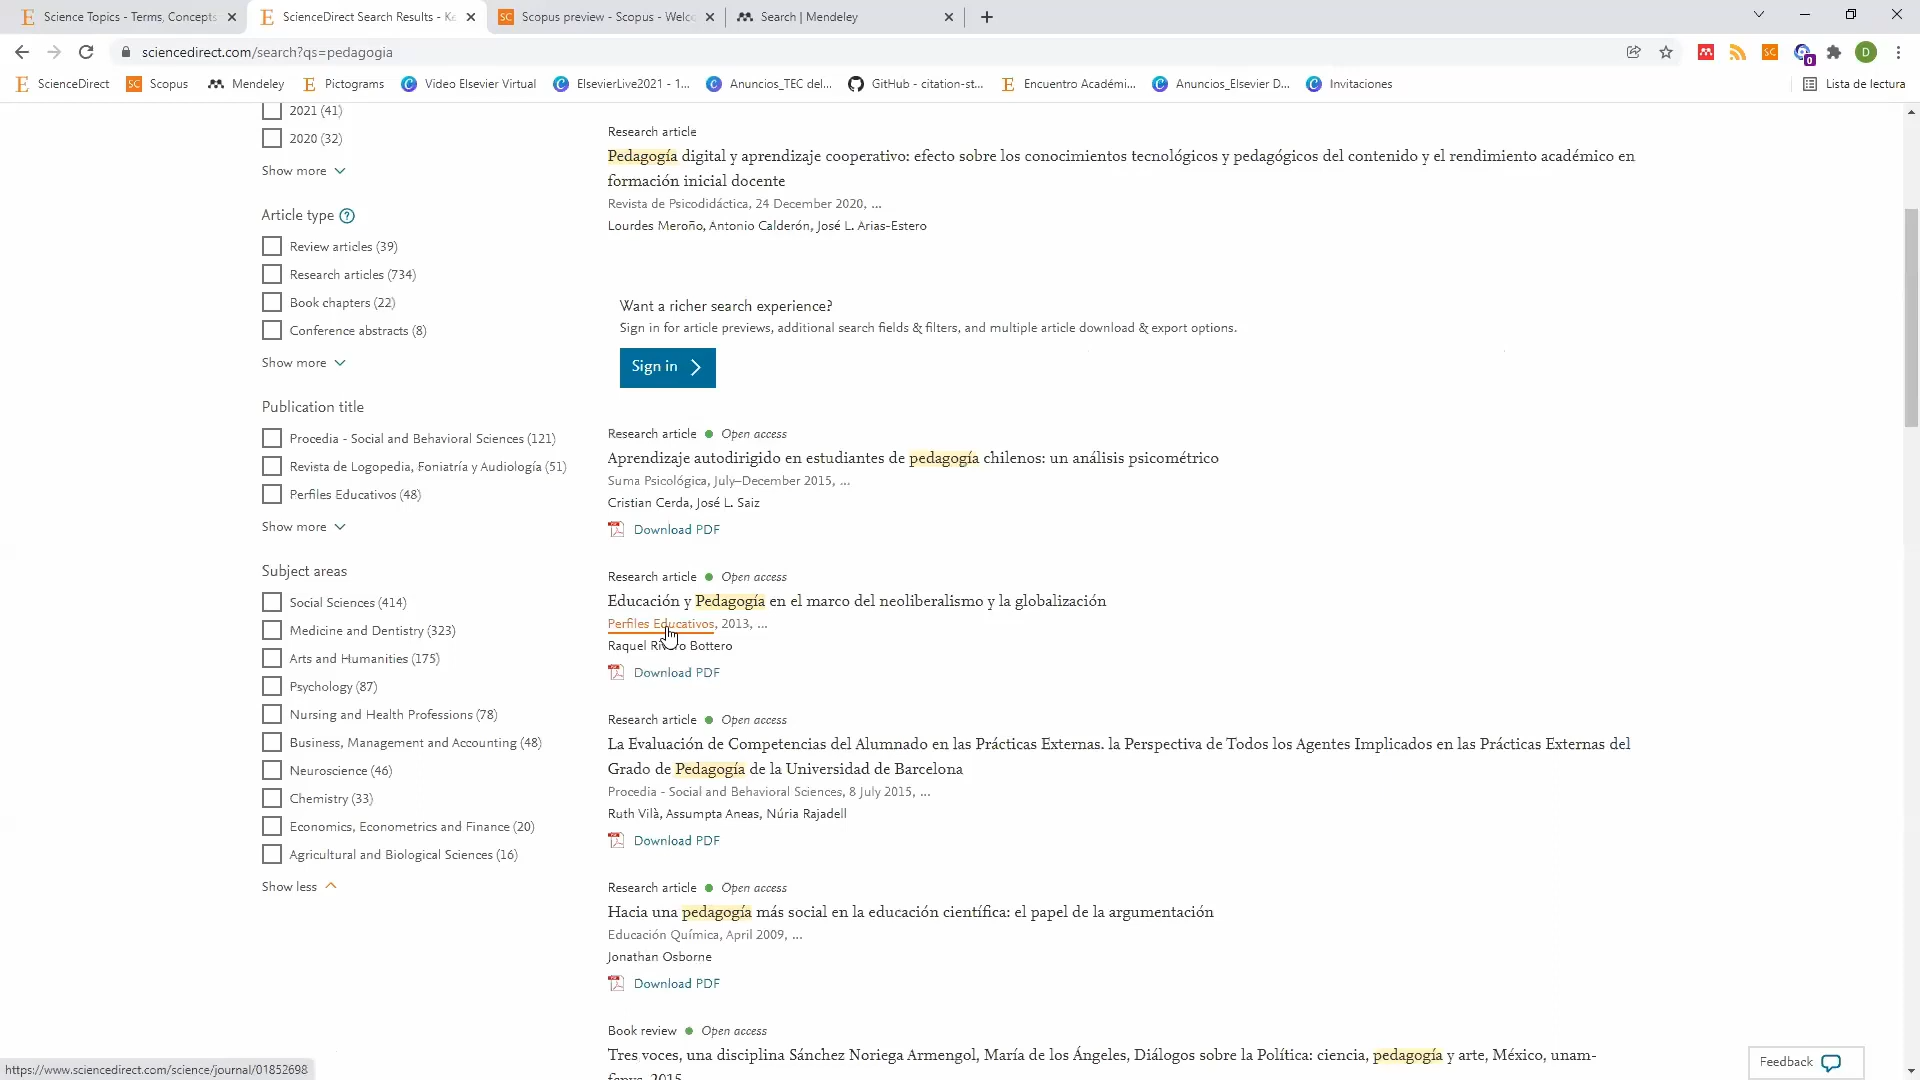 Science Topics - Terms, Concepts
ScienceDirect Search Results - Ke
Scopus preview - Scopus - Welco
Search | Mendeley
sciencedirect.com/search?qs=pedagogia
ScienceDirect
Scopus
Mendeley
Pictograms
Video Elsevier Virtual
ElsevierLive2021 - 1...
Anuncios_TEC del...
GitHub - citation-st...
Encuentro Académi...
Anuncios_Elsevier D...
Invitaciones
Lista de lectura
2021 (41)
2020 (32)
Show more
Article type ?
Review articles (39)
Research articles (734)
Book chapters (22)
Conference abstracts (8)
Show more
Publication title
Procedia - Social and Behavioral Sciences (121)
Revista de Logopedia, Foniatría y Audiología (51)
Perfiles Educativos (48)
Show more
Subject areas
Social Sciences (414)
Medicine and Dentistry (323)
Arts and Humanities (175)
Psychology (87)
Nursing and Health Professions (78)
Business, Management and Accounting (48)
Neuroscience (46)
Chemistry (33)
Economics, Econometrics and Finance (20)
Agricultural and Biological Sciences (16)
Show less
Research article
Pedagogía digital y aprendizaje cooperativo: efecto sobre los conocimientos tecnológicos y pedagógicos del contenido y el rendimiento académico en
formación inicial docente
Revista de Psicodidáctica, 24 December 2020, ...
Lourdes Meroño, Antonio Calderón, José L. Arias-Estero
Want a richer search experience?
Sign in for article previews, additional search fields & filters, and multiple article download & export options.
Sign in
Research article Open access
Aprendizaje autodirigido en estudiantes de pedagogía chilenos: un análisis psicométrico
Suma Psicológica, July–December 2015, ...
Cristian Cerda, José L. Saiz
Download PDF
Research article Open access
Educación y Pedagogía en el marco del neoliberalismo y la globalización
Perfiles Educativos, 2013, ...
Raquel Bottero
Download PDF
Research article Open access
La Evaluación de Competencias del Alumnado en las Prácticas Externas. la Perspectiva de Todos los Agentes Implicados en las Prácticas Externas del
Grado de Pedagogía de la Universidad de Barcelona
Procedia - Social and Behavioral Sciences, 8 July 2015, ...
Ruth Vilà, Assumpta Aneas, Núria Rajadell
Download PDF
Research article Open access
Hacia una pedagogía más social en la educación científica: el papel de la argumentación
Educación Química, April 2009, ...
Jonathan Osborne
Download PDF
Book review Open access
Tres voces, una disciplina Sánchez Noriega Armengol, María de los Ángeles, Diálogos sobre la Política: ciencia, pedagogía y arte, México, unam-
2015
Feedback
https://www.sciencedirect.com/science/journal/01852698